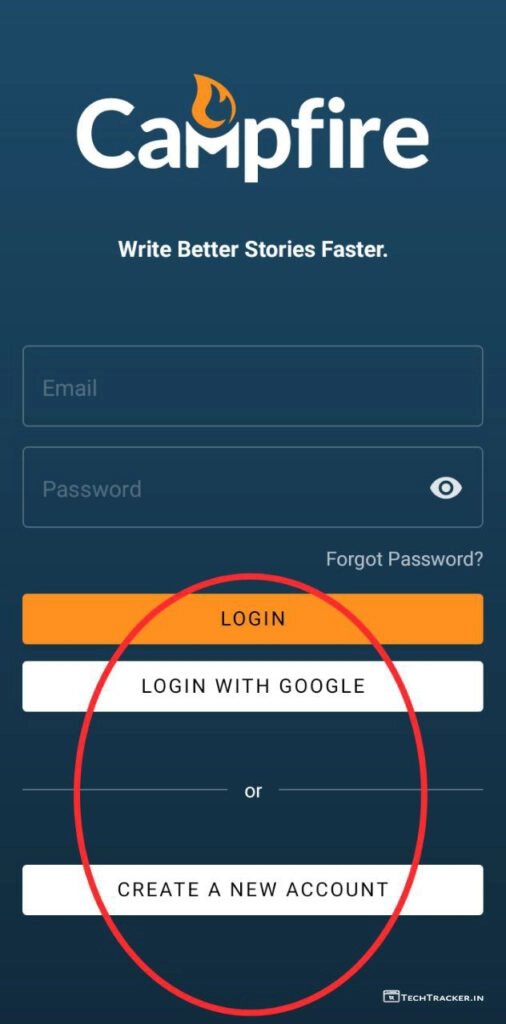 Campfire
Write Better Stories Faster.
Email
Password
Forgot Password?
LOGIN
LOGIN WITH GOOGLE
or
CREATE A NEW ACCOUNT
TECHTRACKER.IN